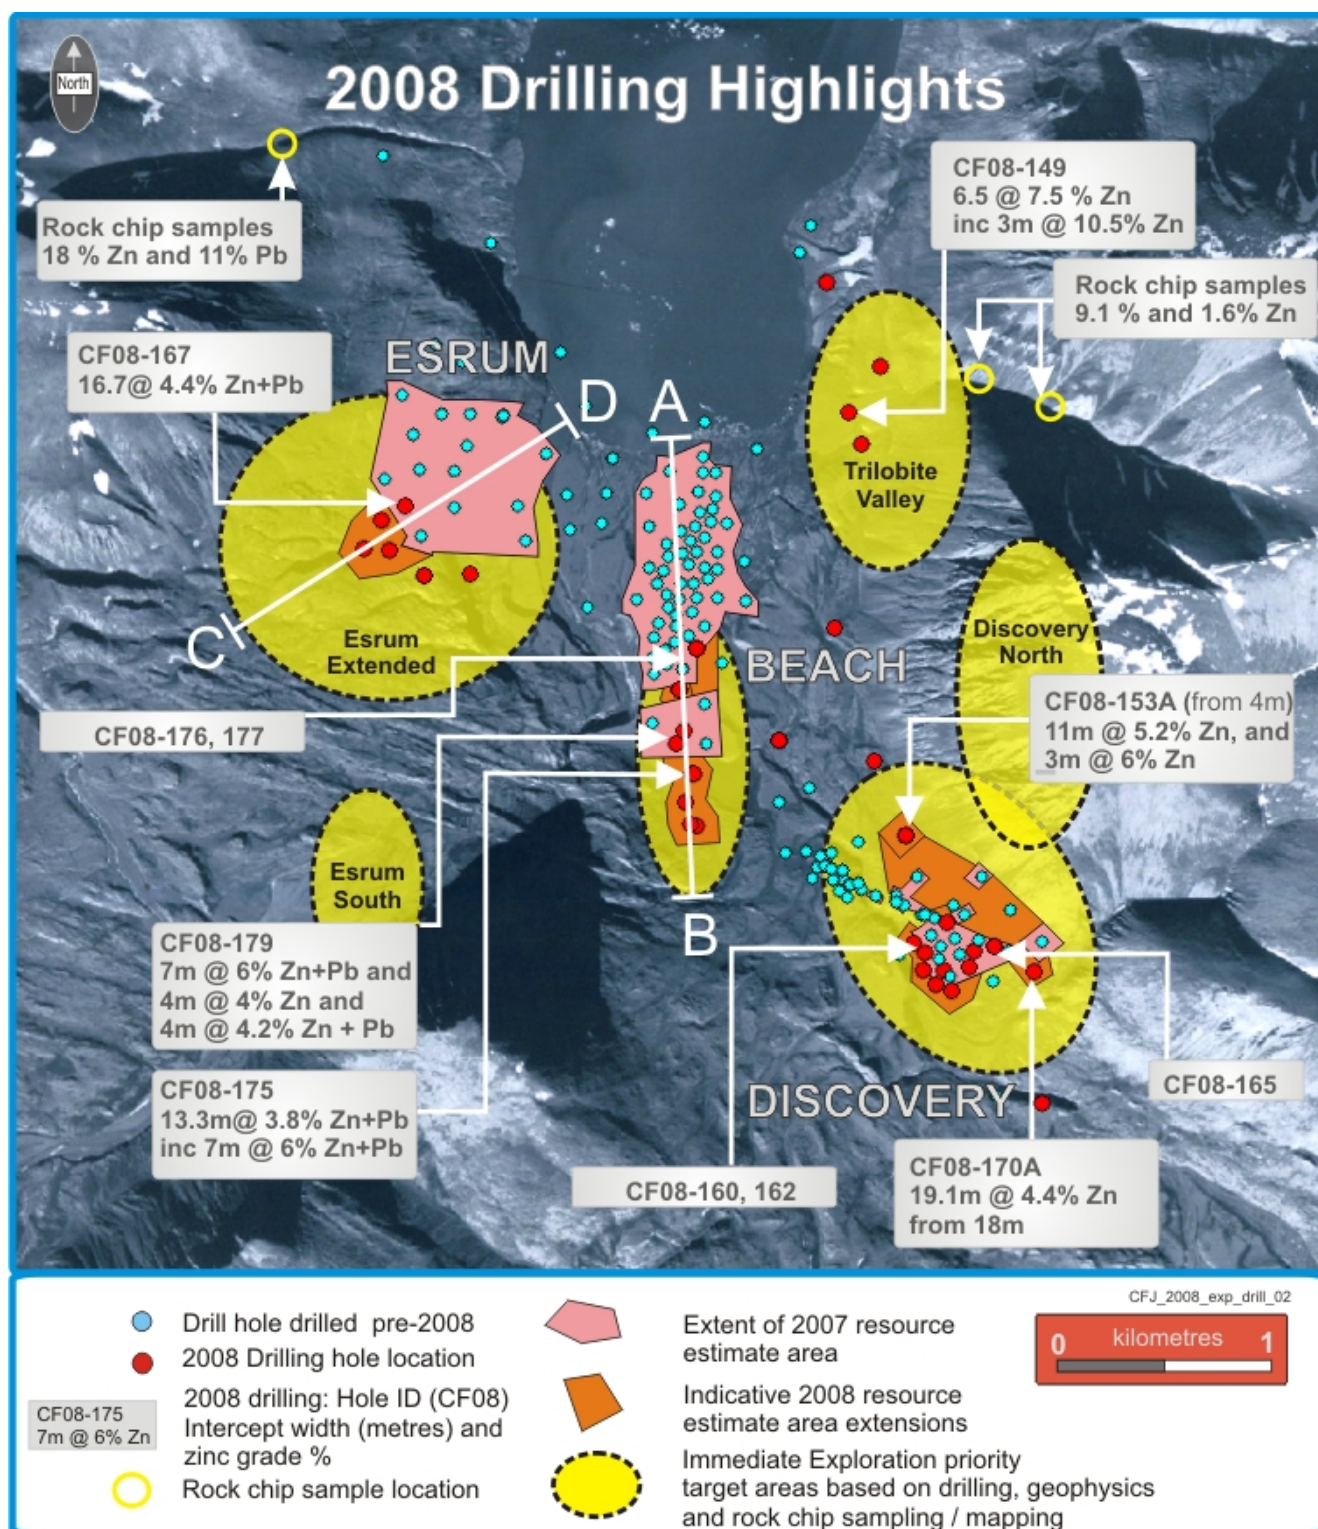 North
2008 Drilling Highlights
CF08-149
6.5 @ 7.5 % Zn
inc 3m @ 10.5% Zn
Rock chip samples
18 % Zn and 11% Pb
Rock chip samples
9.1 % and 1.6% Zn
CF08-167
16.7@ 4.4% Zn+Pb
ESRUM
D
A
Trilobite
Valley
C
Esrum
Extended
Discovery
North
BEACH
CF08-153A (from 4m)
11m @ 5.2% Zn, and
3m @ 6% Zn
CF08-176, 177
Esrum
South
B
CF08-179
7m @ 6% Zn+Pb and
4m @ 4% Zn and
4m @ 4.2% Zn + Pb
CF08-175
13.3m@ 3.8% Zn+Pb
inc 7m @ 6% Zn+Pb
DISCOVERY
CF08-165
CF08-160, 162
CF08-170A
19.1m @ 4.4% Zn
from 18m
CFJ_2008_exp_drill_02
Drill hole drilled pre-2008
2008 Drilling hole location
CF08-175
7m @ 6% Zn
2008 drilling: Hole ID (CF08)
Intercept width (metres) and
zinc grade %
Rock chip sample location
Extent of 2007 resource
estimate area
Indicative 2008 resource
estimate area extensions
Immediate Exploration priority
target areas based on drilling, geophysics
and rock chip sampling / mapping
0 kilometres 1